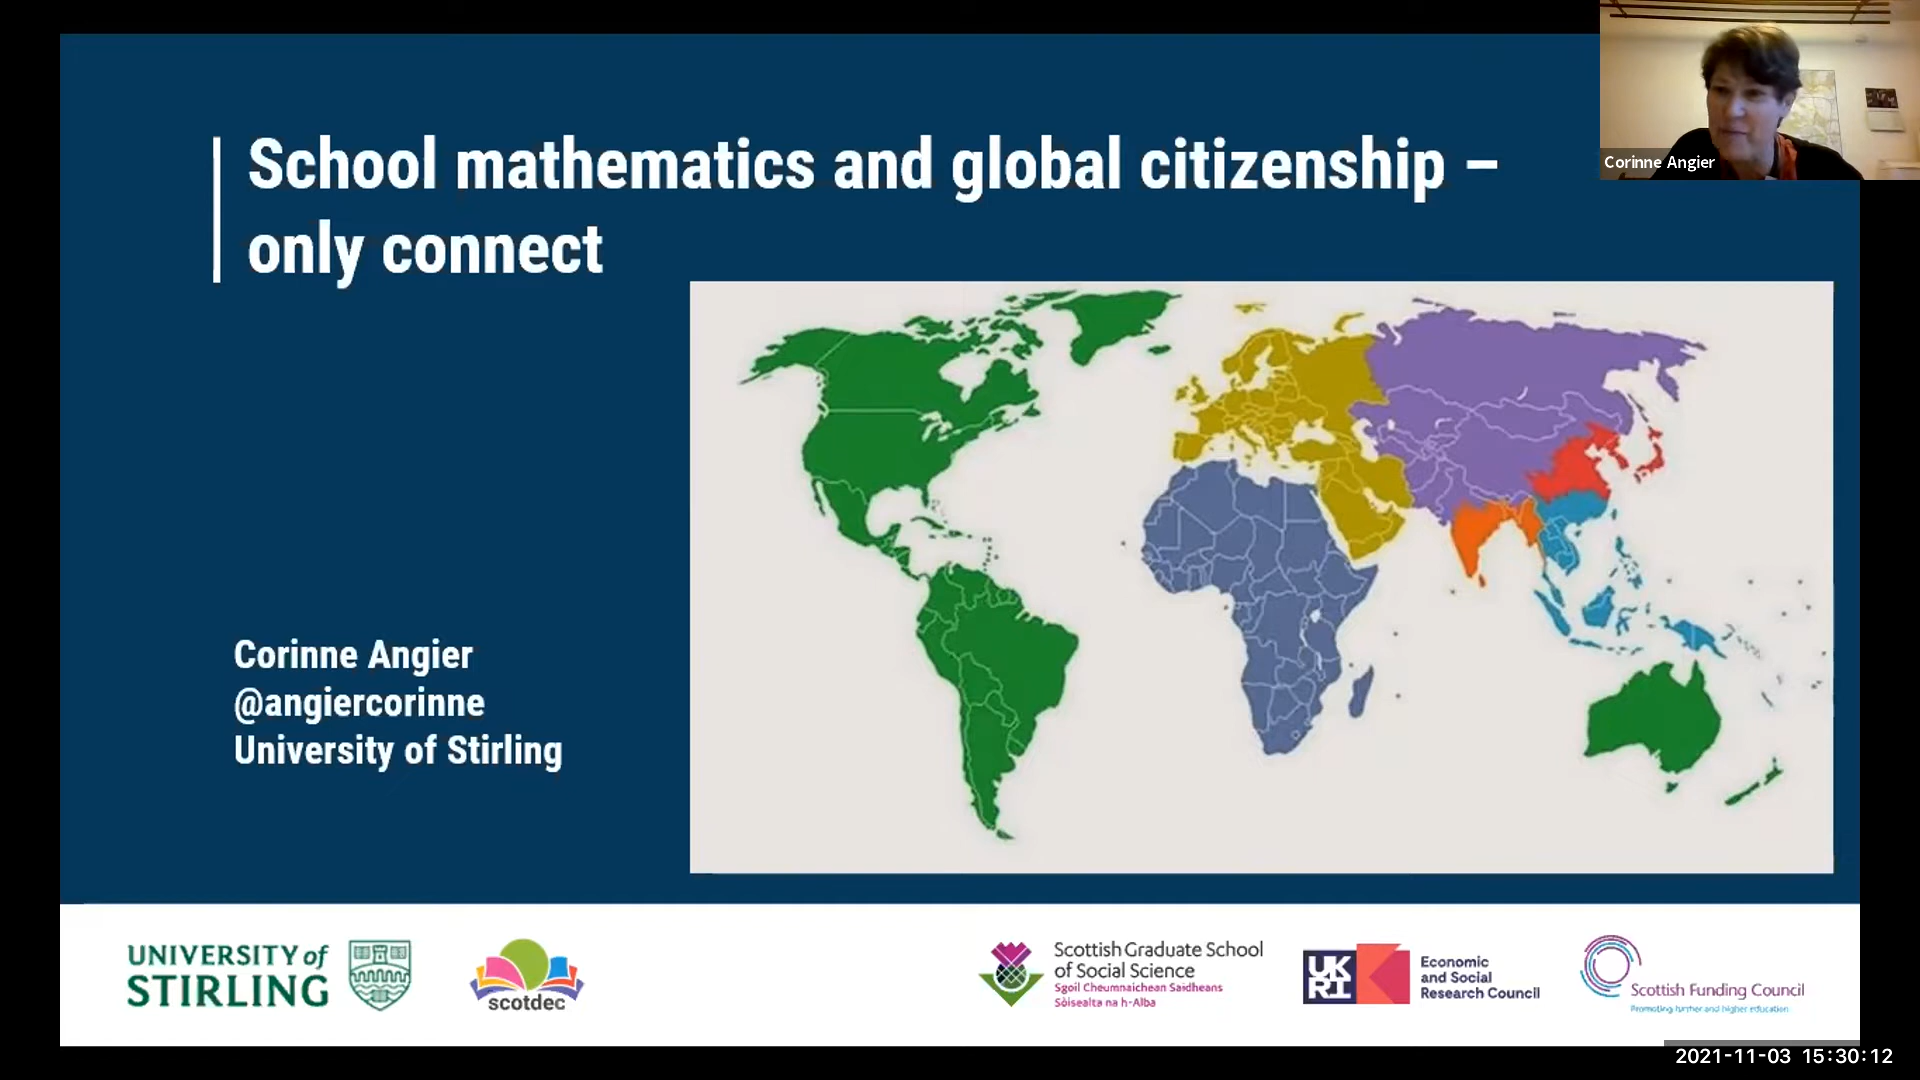 School mathematics and global citizenship –
only connect
Corinne Angier
Corinne Angier
@angiercorinne
University of Stirling
UNIVERSITY of
STIRLING
scotdec
Scottish Graduate School
of Social Science
Sgoil Cheumnaichean Saidheans
Sòisealta na h-Alba
UK
RI
Economic
and Social
Research Council
Scottish Funding Council
Promoting further and higher education
2021-11-03 15:30:12